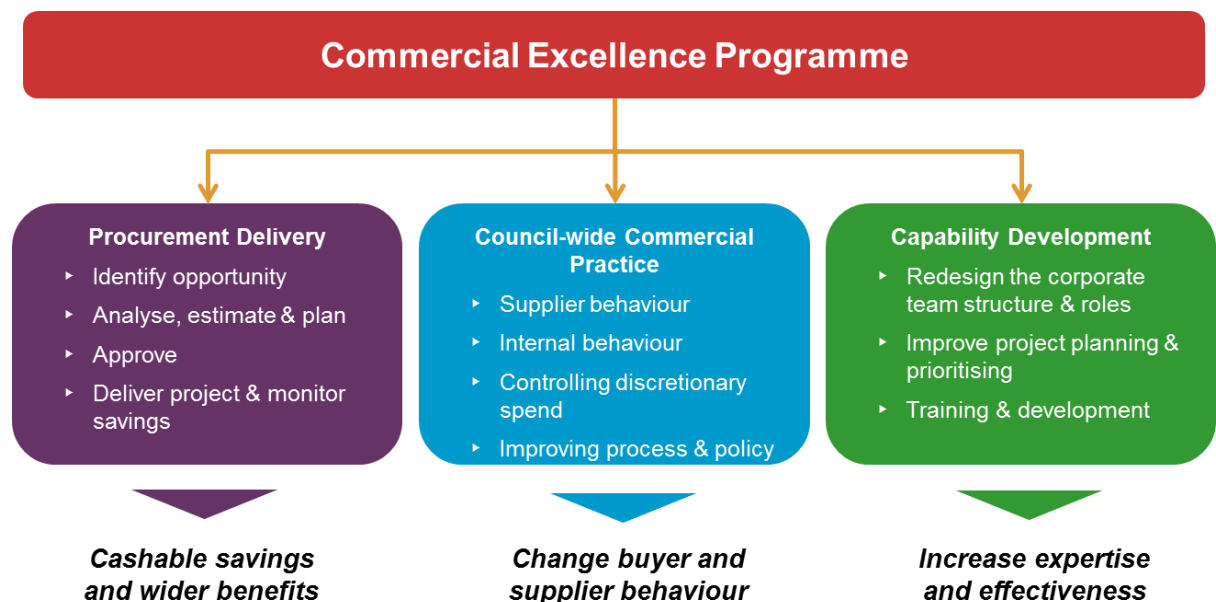 Commercial Excellence Programme
Procurement Delivery
‣ Identify opportunity
‣ Analyse, estimate & plan
‣ Approve
‣ Deliver project & monitor
savings
Council-wide Commercial
Practice
‣ Supplier behaviour
‣ Internal behaviour
‣ Controlling discretionary
spend
‣ Improving process & policy
Capability Development
‣ Redesign the corporate
team structure & roles
‣ Improve project planning &
prioritising
‣ Training & development
Cashable savings
and wider benefits
Change buyer and
supplier behaviour
Increase expertise
and effectiveness